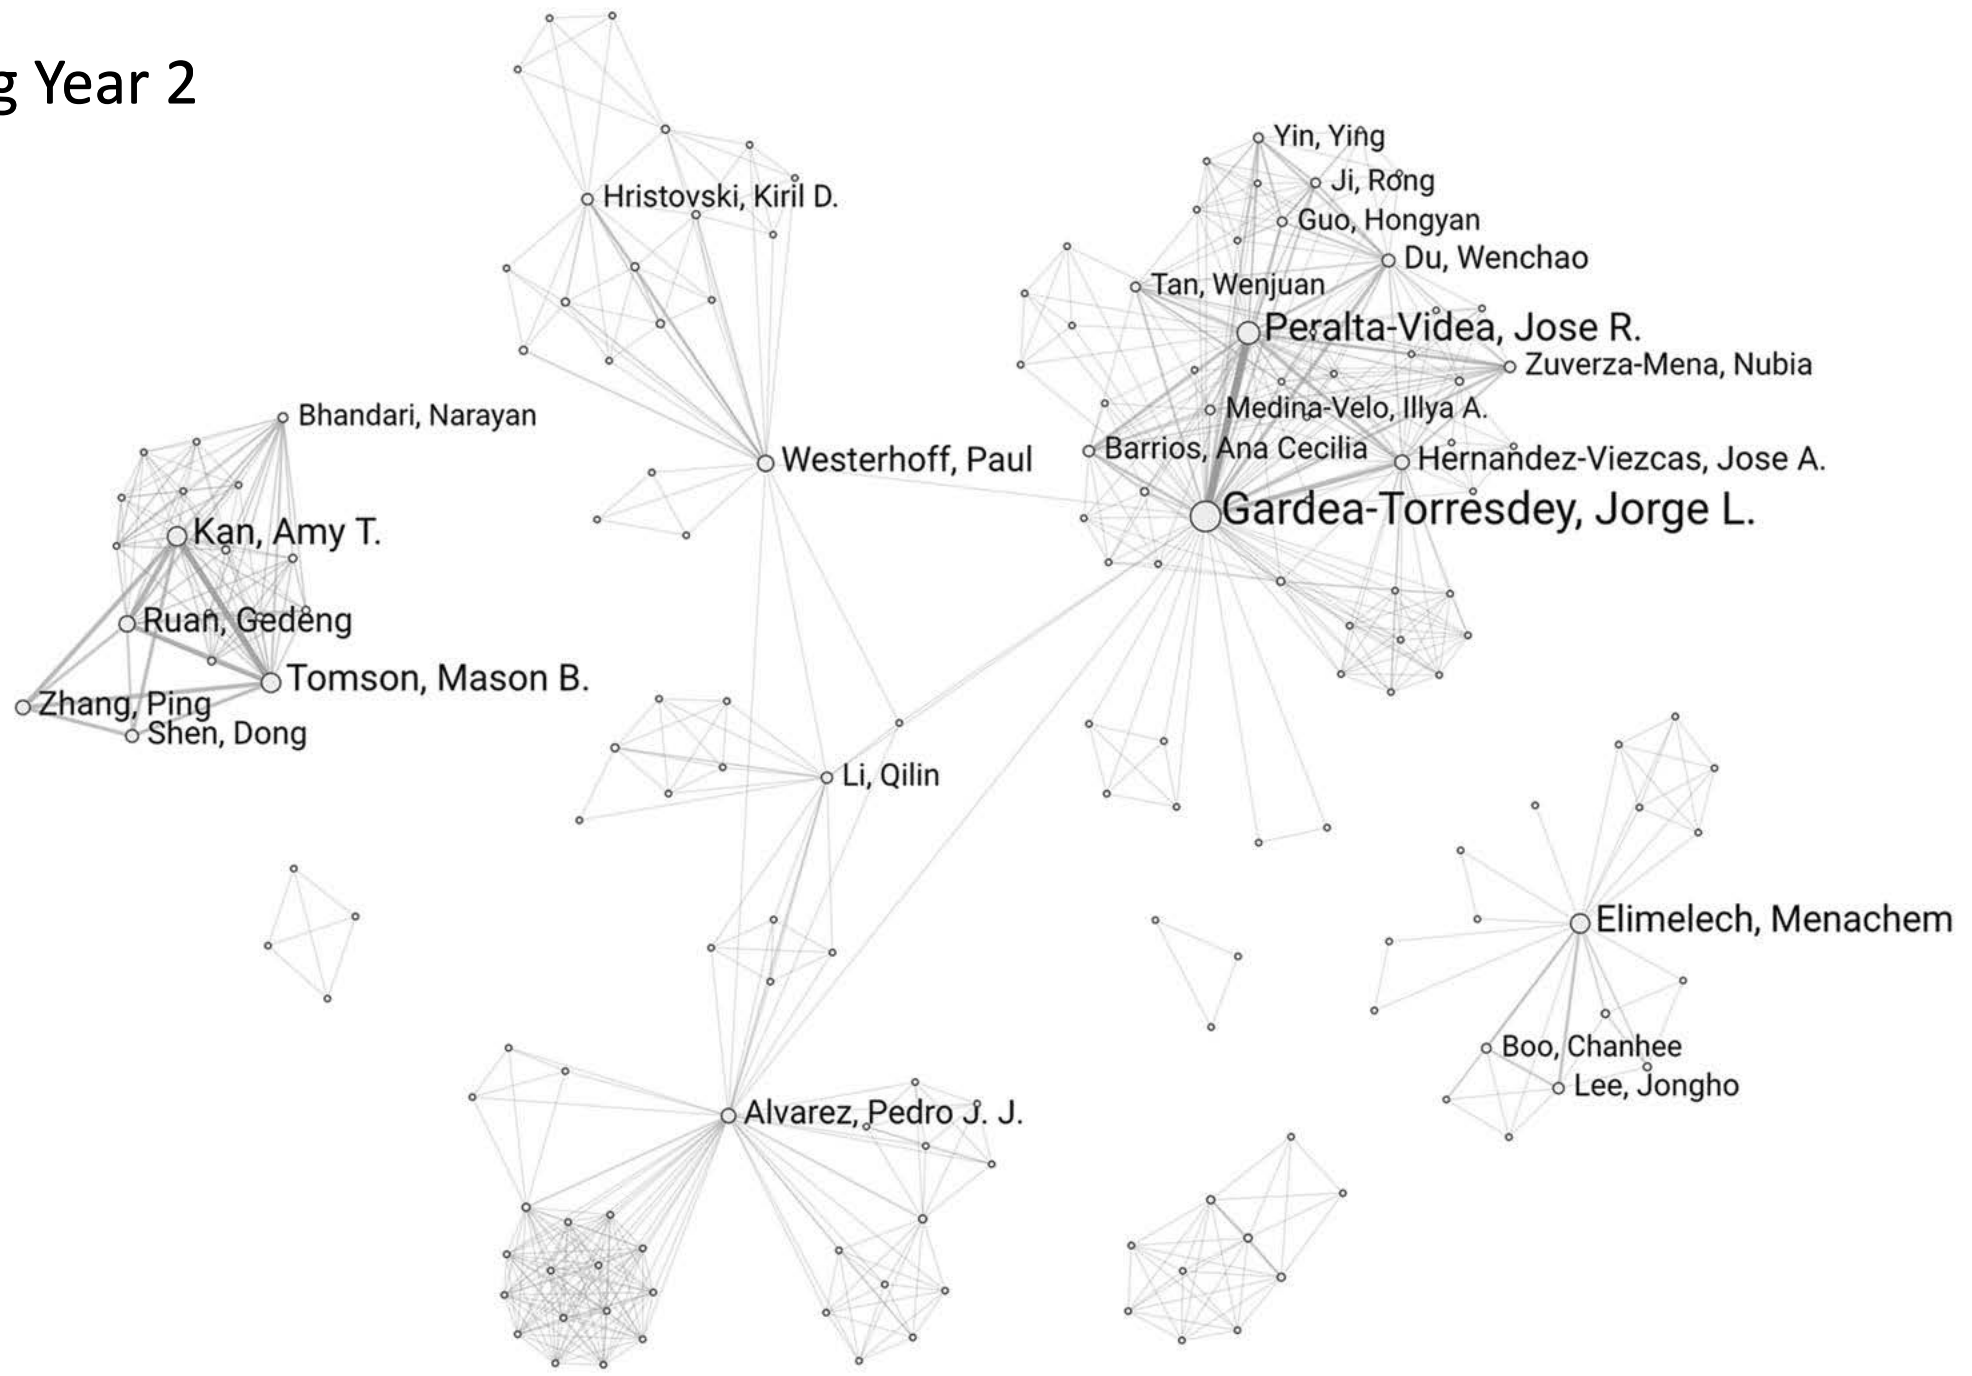 g Year 2
Yin, Ying
Ji, Rong
Hristovski, Kiril D.
Guo, Hongyan
Du, Wenchao
Tan, Wenjuan
Peralta-Videa, Jose R.
Zuverza-Mena, Nubia
Bhandari, Narayan
Medina-Velo, Illya A.
Barrios, Ana Cecilia
Westerhoff, Paul
Hernandez-Viezcas, Jose A.
Gardea-Torresdey, Jorge L.
Kan, Amy T.
Ruan, Gedeng
Tomson, Mason B.
Zhang, Ping
Shen, Dong
Li, Qilin
Elimelech, Menachem
Boo, Chanhee
Lee, Jongho
Alvarez, Pedro J. J.